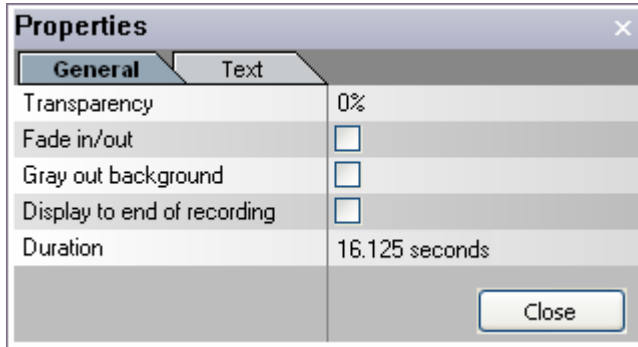 Properties
General Text
Transparency 0%
Fade in/out
Gray out background
Display to end of recording
Duration 16.125 seconds
Close